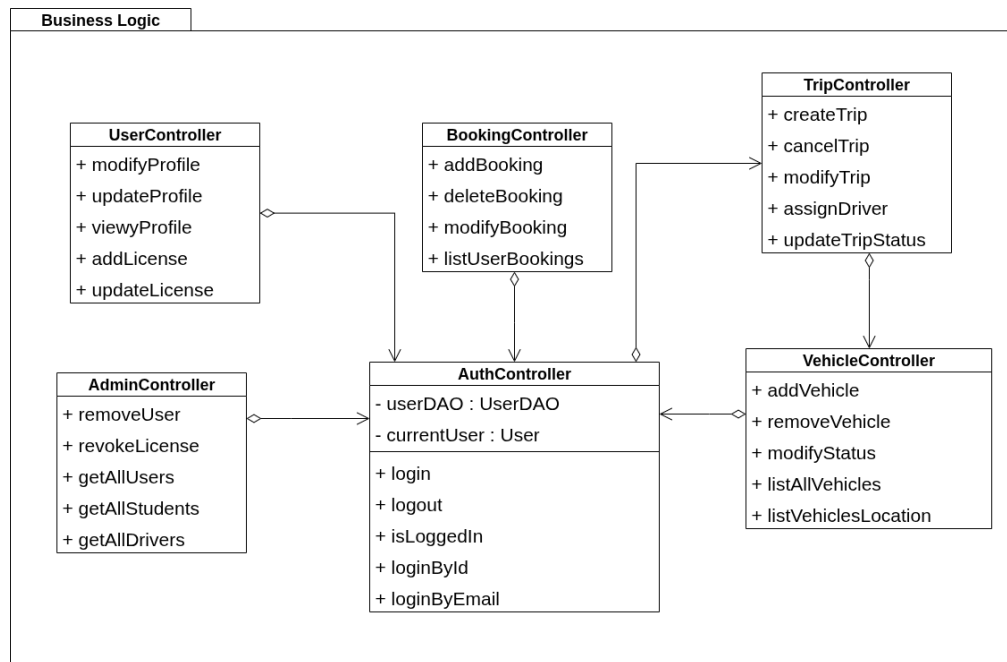 Business Logic
UserController
+ modifyProfile
+ updateProfile
+ viewyProfile
+ addLicense
+ updateLicense
BookingController
+ addBooking
+ deleteBooking
+ modifyBooking
+ listUserBookings
TripController
+ createTrip
+ cancelTrip
+ modifyTrip
+ assignDriver
+ updateTripStatus
AdminController
+ removeUser
+ revokeLicense
+ getAllUsers
+ getAllStudents
+ getAllDrivers
AuthController
- userDAO : UserDAO
- currentUser : User
+ login
+ logout
+ isLoggedIn
+ loginById
+ loginByEmail
VehicleController
+ addVehicle
+ removeVehicle
+ modifyStatus
+ listAllVehicles
+ listVehiclesLocation